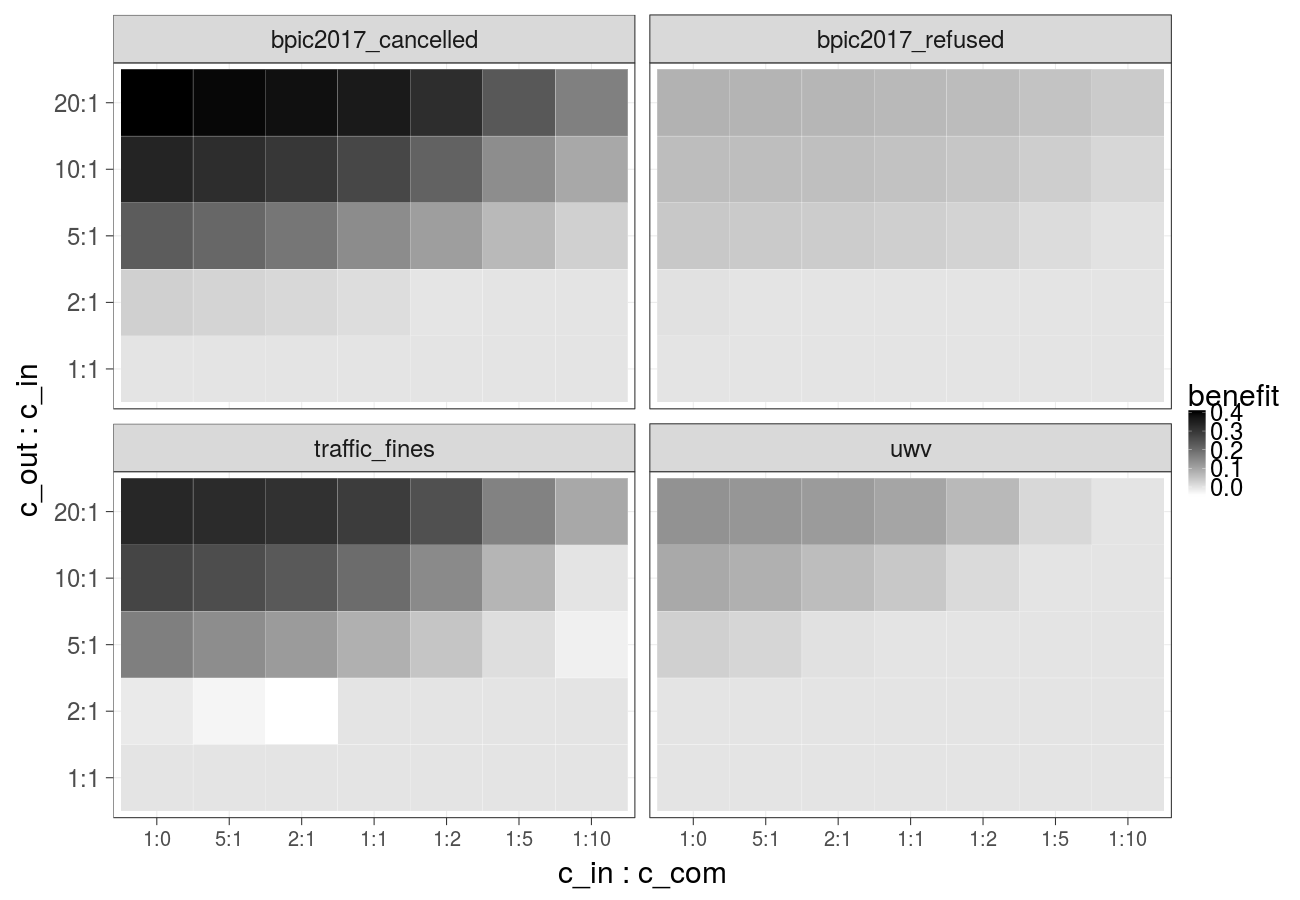 bpic2017_cancelled
bpic2017_refused
20:1
10:1
5:1
2:1
1:1
c_out : c_in
benefit
0.4
0.3
0.2
0.1
0.0
traffic_fines
uwv
20:1
10:1
5:1
2:1
1:1
1:0 5:1 2:1 1:1 1:2 1:5 1:10
1:0 5:1 2:1 1:1 1:2 1:5 1:10
c_in : c_com